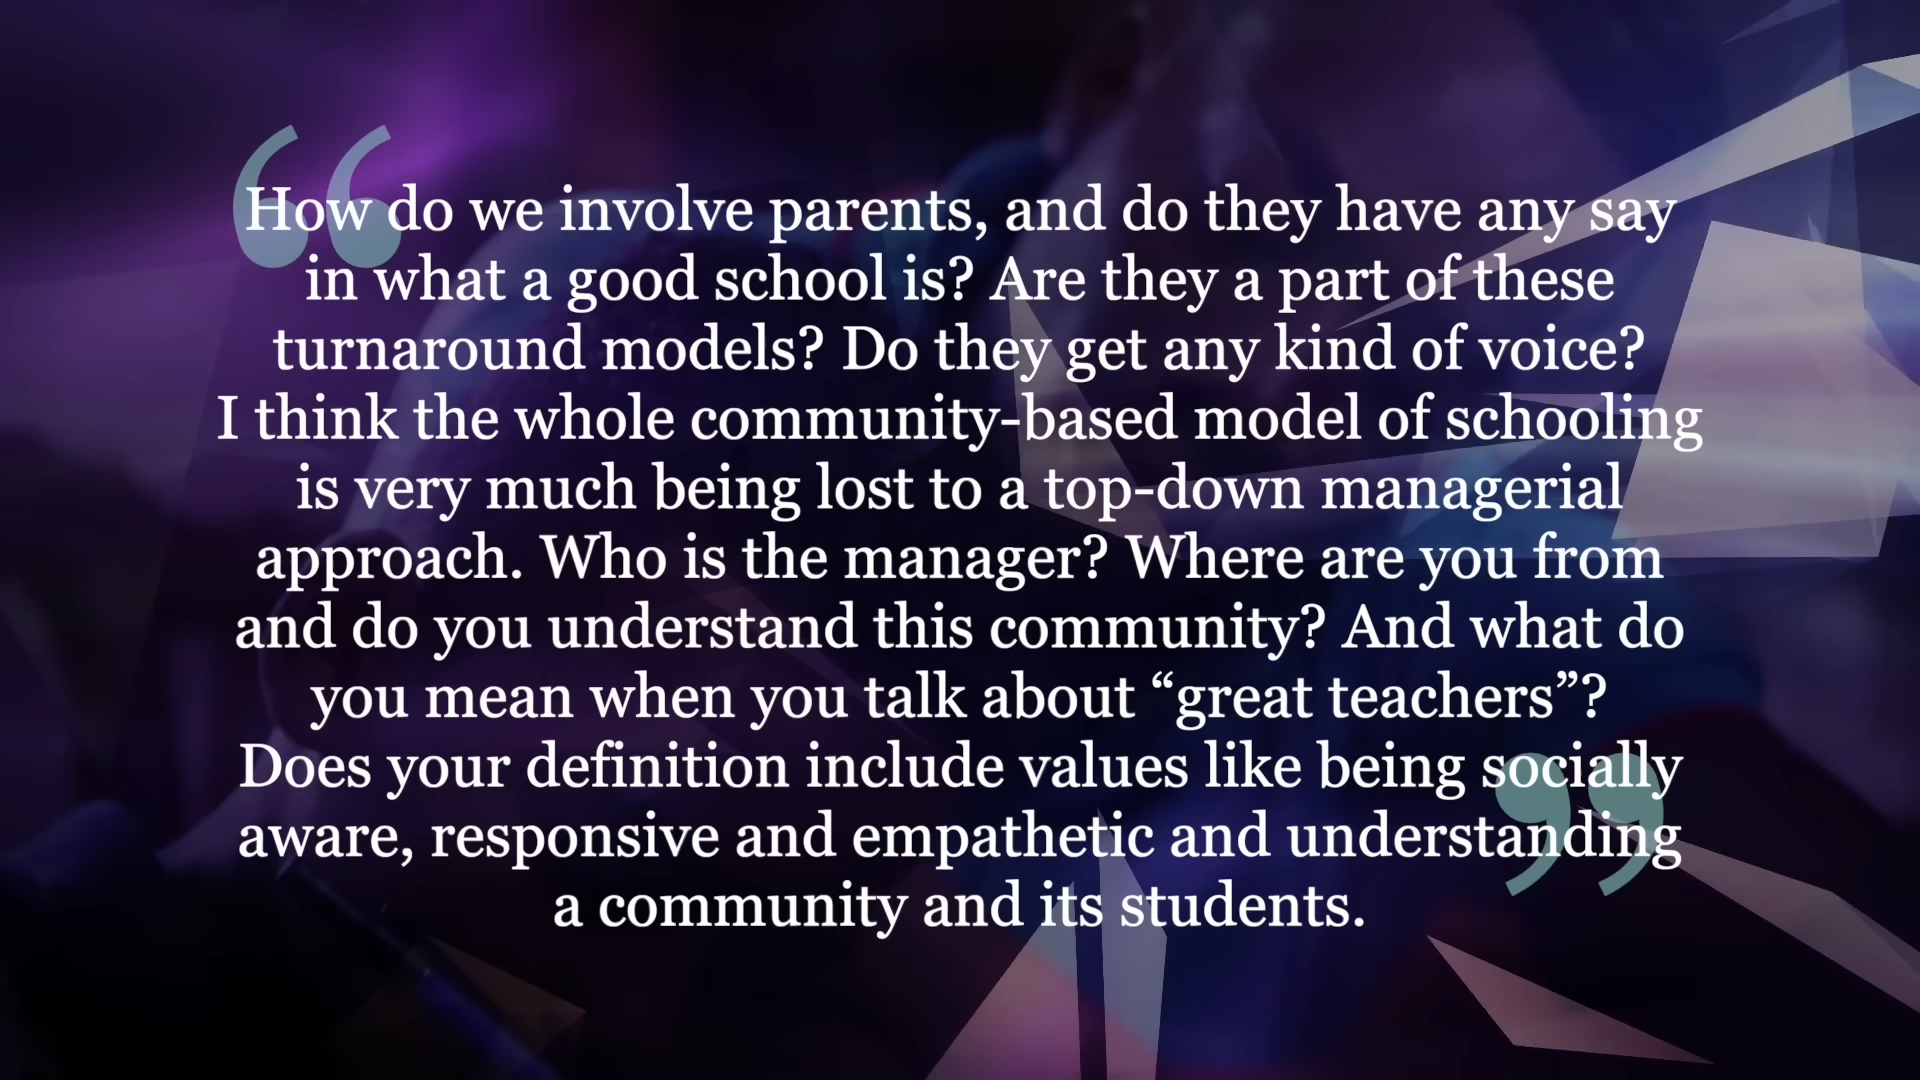 How do we involve parents, and do they have any say
in what a good school is? Are they a part of these
turnaround models? Do they get any kind of voice?
I think the whole community-based model of schooling
is very much being lost to a top-down managerial
approach. Who is the manager? Where are you from
and do you understand this community? And what do
you mean when you talk about “great teachers”?
Does your definition include values like being socially
aware, responsive and empathetic and understanding
a community and its students.